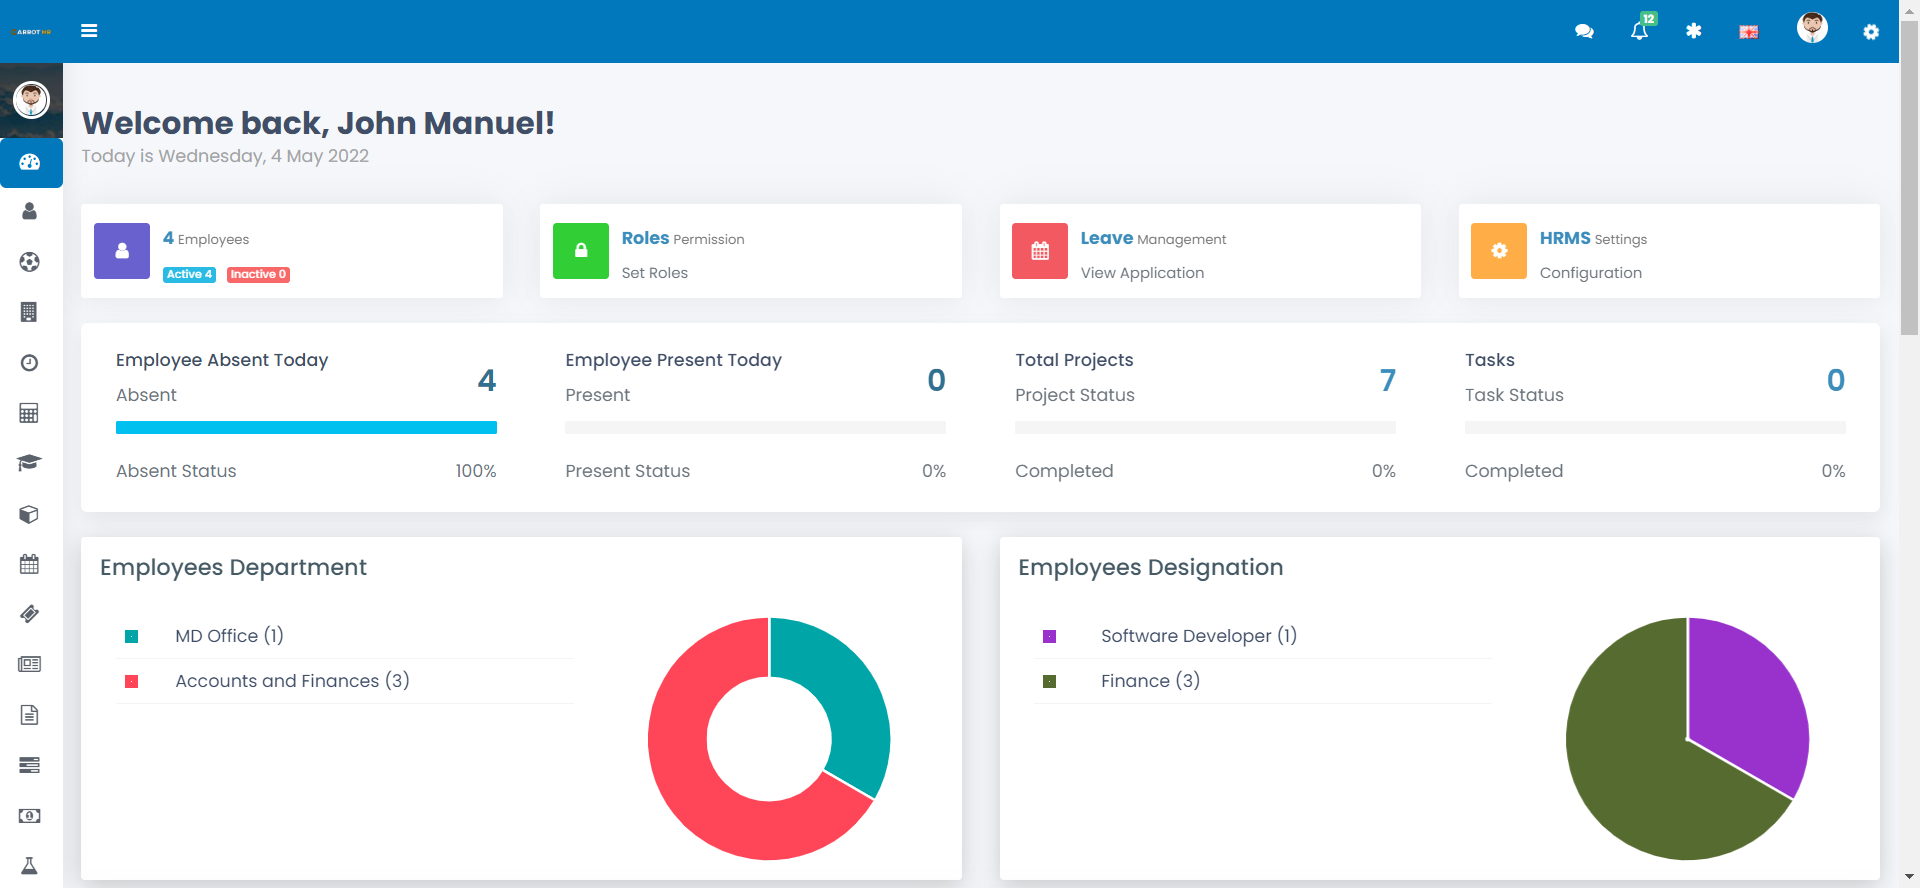 ARBOT HR
12
Welcome back, John Manuel!
Today is Wednesday, 4 May 2022
4 Employees
Active 4 Inactive 0
Roles Permission
Set Roles
Leave Management
View Application
HRMS Settings
Configuration
Employee Absent Today
4
Absent
Absent Status 100%
Employee Present Today
0
Present
Present Status 0%
Total Projects
7
Project Status
Completed 0%
Tasks
0
Task Status
Completed 0%
Employees Department
MD Office (1)
Accounts and Finances (3)
Employees Designation
Software Developer (1)
Finance (3)